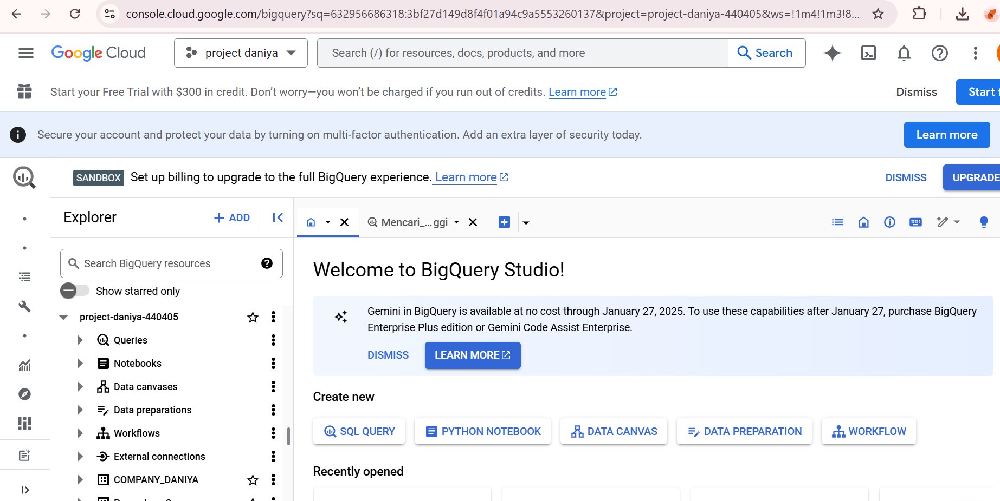 console.cloud.google.com/bigquery?sq=632956686318:3bf27d149d8f4f01a94c9a5553260137&project=project-daniya-440405&ws=!1m4!1m3!8...
Google Cloud
project daniya
Search (/) for resources, docs, products, and more
Search
Start your Free Trial with $300 in credit. Don’t worry—you won’t be charged if you run out of credits. Learn more
Dismiss
Start
Secure your account and protect your data by turning on multi-factor authentication. Add an extra layer of security today.
Learn more
SANDBOX Set up billing to upgrade to the full BigQuery experience. Learn more
DISMISS
UPGRADE
Explorer
+ ADD
Mencari_...ggi
Search BigQuery resources
Show starred only
project-daniya-440405
Queries
Notebooks
Data canvases
Data preparations
Workflows
External connections
COMPANY_DANIYA
Welcome to BigQuery Studio!
Gemini in BigQuery is available at no cost through January 27, 2025. To use these capabilities after January 27, purchase BigQuery
Enterprise Plus edition or Gemini Code Assist Enterprise.
DISMISS
LEARN MORE
Create new
SQL QUERY
PYTHON NOTEBOOK
DATA CANVAS
DATA PREPARATION
WORKFLOW
Recently opened